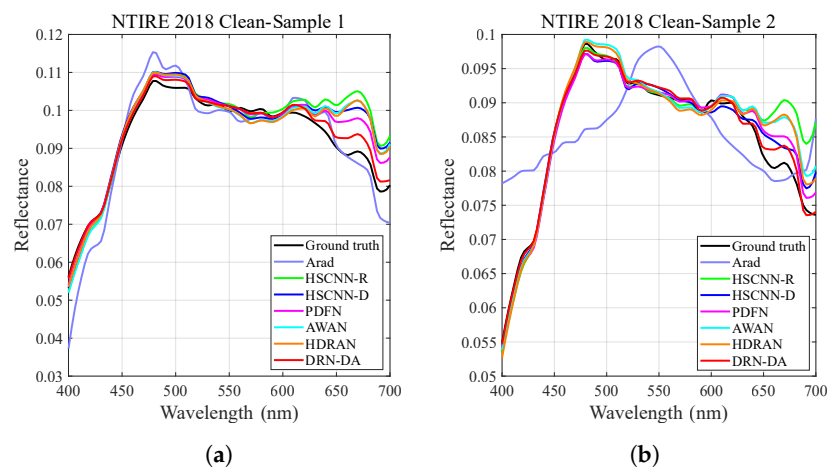 NTIRE 2018 Clean-Sample 1
0.12
0.11
0.1
0.09
0.08
0.07
0.06
0.05
0.04
0.03
Reflectance
400 450 500 550 600 650 700
Wavelength (nm)
Ground truth
Arad
HSCNN-R
HSCNN-D
PDFN
AWAN
HDRAN
DRN-DA
(a)
NTIRE 2018 Clean-Sample 2
0.1
0.095
0.09
0.085
0.08
0.075
0.07
0.065
0.06
0.055
0.05
Reflectance
400 450 500 550 600 650 700
Wavelength (nm)
Ground truth
Arad
HSCNN-R
HSCNN-D
PDFN
AWAN
HDRAN
DRN-DA
(b)